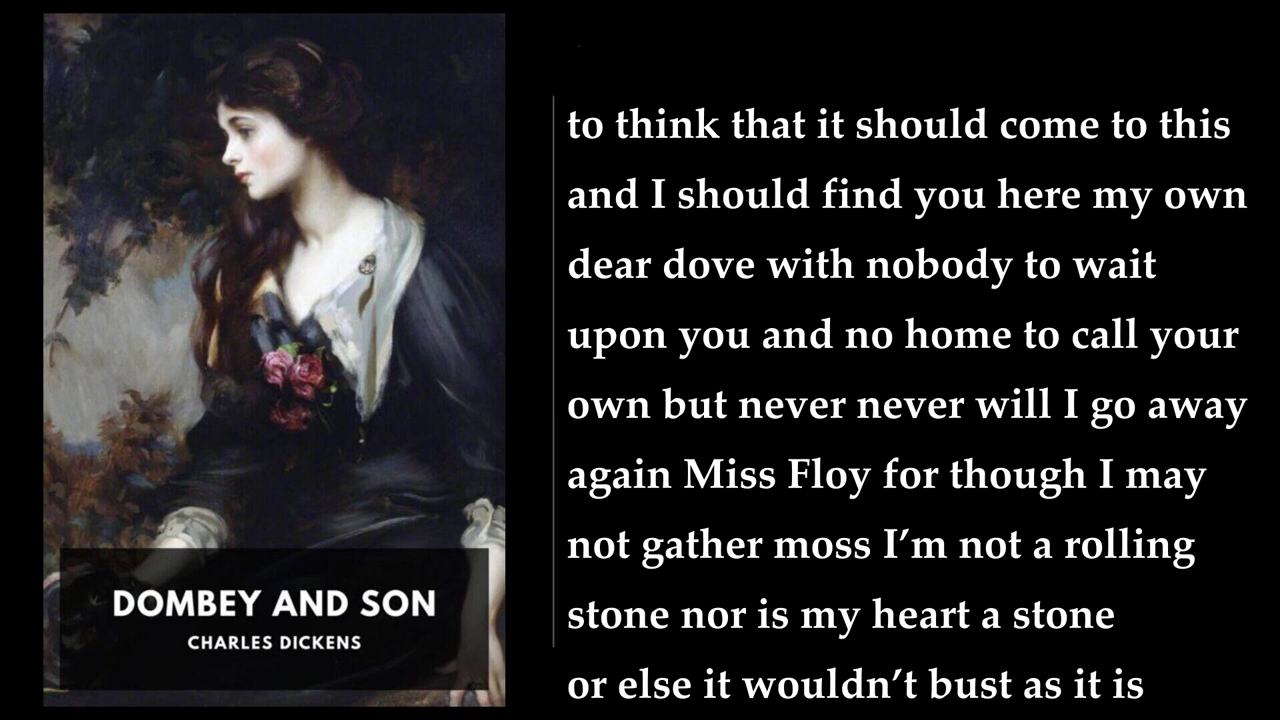 DOMBEY AND SON
CHARLES DICKENS
to think that it should come to this
and I should find you here my own
dear dove with nobody to wait
upon you and no home to call your
own but never never will I go away
again Miss Floy for though I may
not gather moss I’m not a rolling
stone nor is my heart a stone
or else it wouldn’t bust as it is